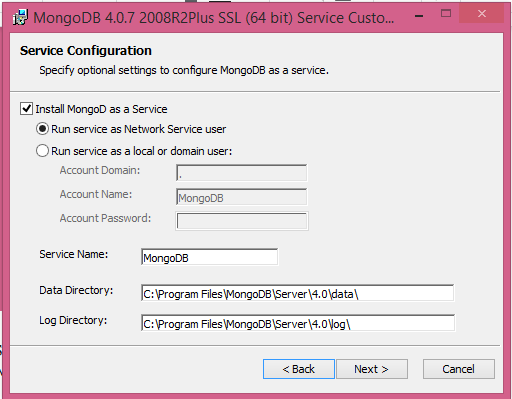 MongoDB 4.0.7 2008R2Plus SSL (64 bit) Service Custo...
Service Configuration
Specify optional settings to configure MongoDB as a service.
Install MongoD as a Service
Run service as Network Service user
Run service as a local or domain user:
Account Domain: .
Account Name: MongoDB
Account Password:
Service Name: MongoDB
Data Directory: C:\Program Files\MongoDB\Server\4.0\data\
Log Directory: C:\Program Files\MongoDB\Server\4.0\log\
< Back Next > Cancel